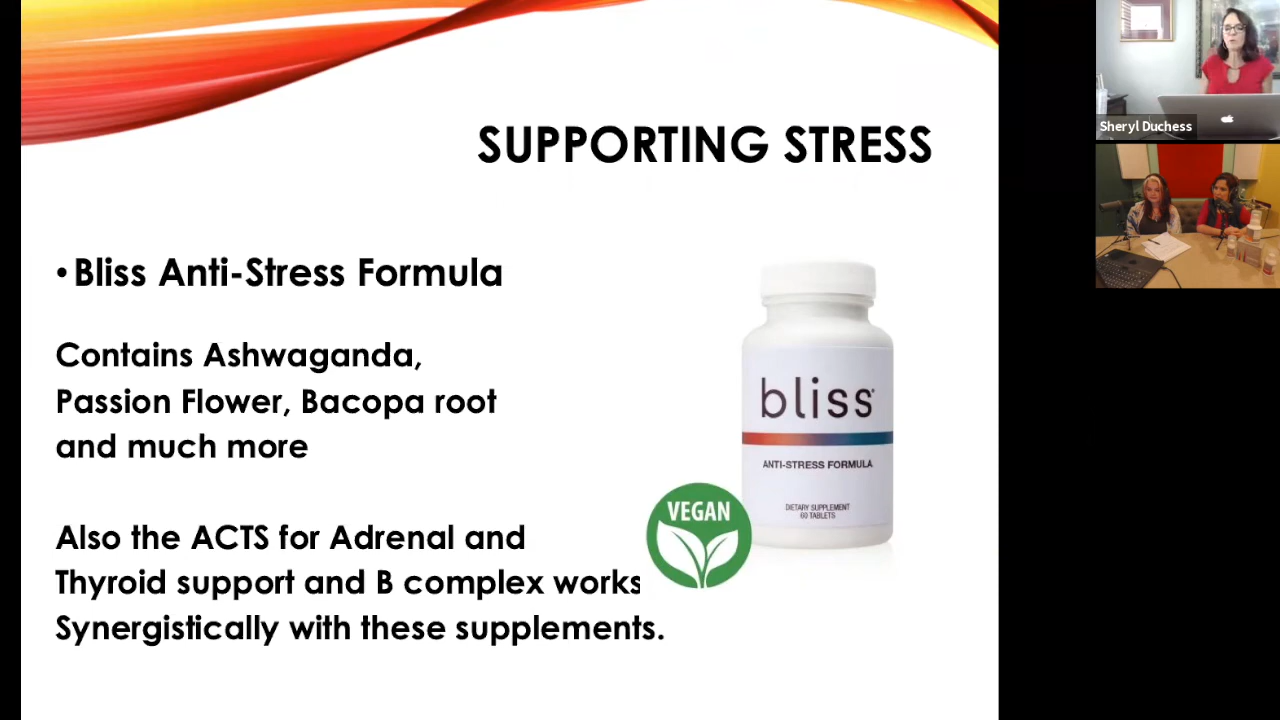 SUPPORTING STRESS
• Bliss Anti-Stress Formula
Contains Ashwaganda,
Passion Flower, Bacopa root
and much more
Also the ACTS for Adrenal and
Thyroid support and B complex works
Synergistically with these supplements.
bliss®
ANTI-STRESS FORMULA
DIETARY SUPPLEMENT
60 TABLETS
VEGAN
Sheryl Duchess